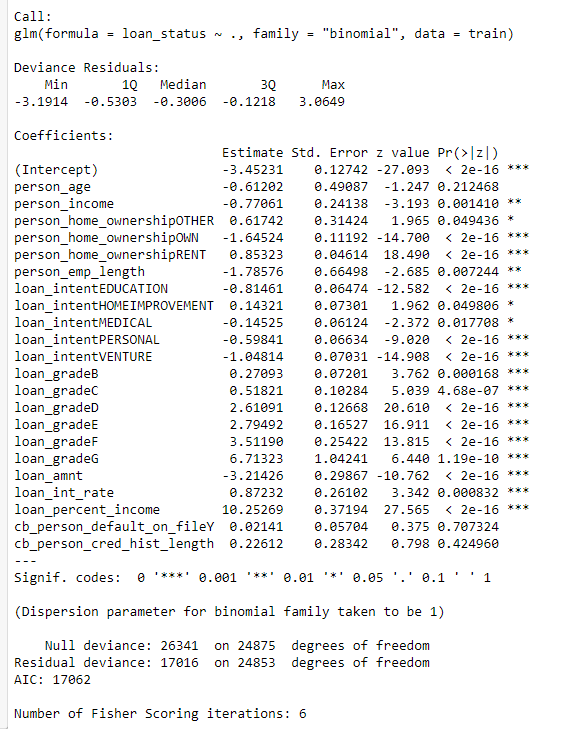 Call:
glm(formula = loan_status ~ ., family = "binomial", data = train)
Deviance Residuals:
Min 1Q Median 3Q Max
-3.1914 -0.5303 -0.3006 -0.1218 3.0649
Coefficients:
Estimate Std. Error z value Pr(>|z|)
(Intercept) -3.45231 0.12742 -27.093 < 2e-16 ***
person_age -0.61202 0.49087 -1.247 0.212468
person_income -0.77061 0.24138 -3.193 0.001410 **
person_home_ownershipOTHER 0.61742 0.31424 1.965 0.049436 *
person_home_ownershipOWN -1.64524 0.11192 -14.700 < 2e-16 ***
person_home_ownershipRENT 0.85323 0.04614 18.490 < 2e-16 ***
person_emp_length -1.78576 0.66498 -2.685 0.007244 **
loan_intentEDUCATION -0.81461 0.06474 -12.582 < 2e-16 ***
loan_intentHOMEIMPROVEMENT 0.14321 0.07301 1.962 0.049806 *
loan_intentMEDICAL -0.14525 0.06124 -2.372 0.017708 *
loan_intentPERSONAL -0.59841 0.06634 -9.020 < 2e-16 ***
loan_intentVENTURE -1.04814 0.07031 -14.908 < 2e-16 ***
loan_gradeB 0.27093 0.07201 3.762 0.000168 ***
loan_gradeC 0.51821 0.10284 5.039 4.68e-07 ***
loan_gradeD 2.61091 0.12668 20.610 < 2e-16 ***
loan_gradeE 2.79492 0.16527 16.911 < 2e-16 ***
loan_gradeF 3.51190 0.25422 13.815 < 2e-16 ***
loan_gradeG 6.71323 1.04241 6.440 1.19e-10 ***
loan_amnt -3.21426 0.29867 -10.762 < 2e-16 ***
loan_int_rate 0.87232 0.26102 3.342 0.000832 ***
loan_percent_income 10.25269 0.37194 27.565 < 2e-16 ***
cb_person_default_on_fileY 0.02141 0.05704 0.375 0.707324
cb_person_cred_hist_length 0.22612 0.28342 0.798 0.424960
---
Signif. codes: 0 '***' 0.001 '**' 0.01 '*' 0.05 '.' 0.1 ' ' 1
(Dispersion parameter for binomial family taken to be 1)
Null deviance: 26341 on 24875 degrees of freedom
Residual deviance: 17016 on 24853 degrees of freedom
AIC: 17062
Number of Fisher Scoring iterations: 6